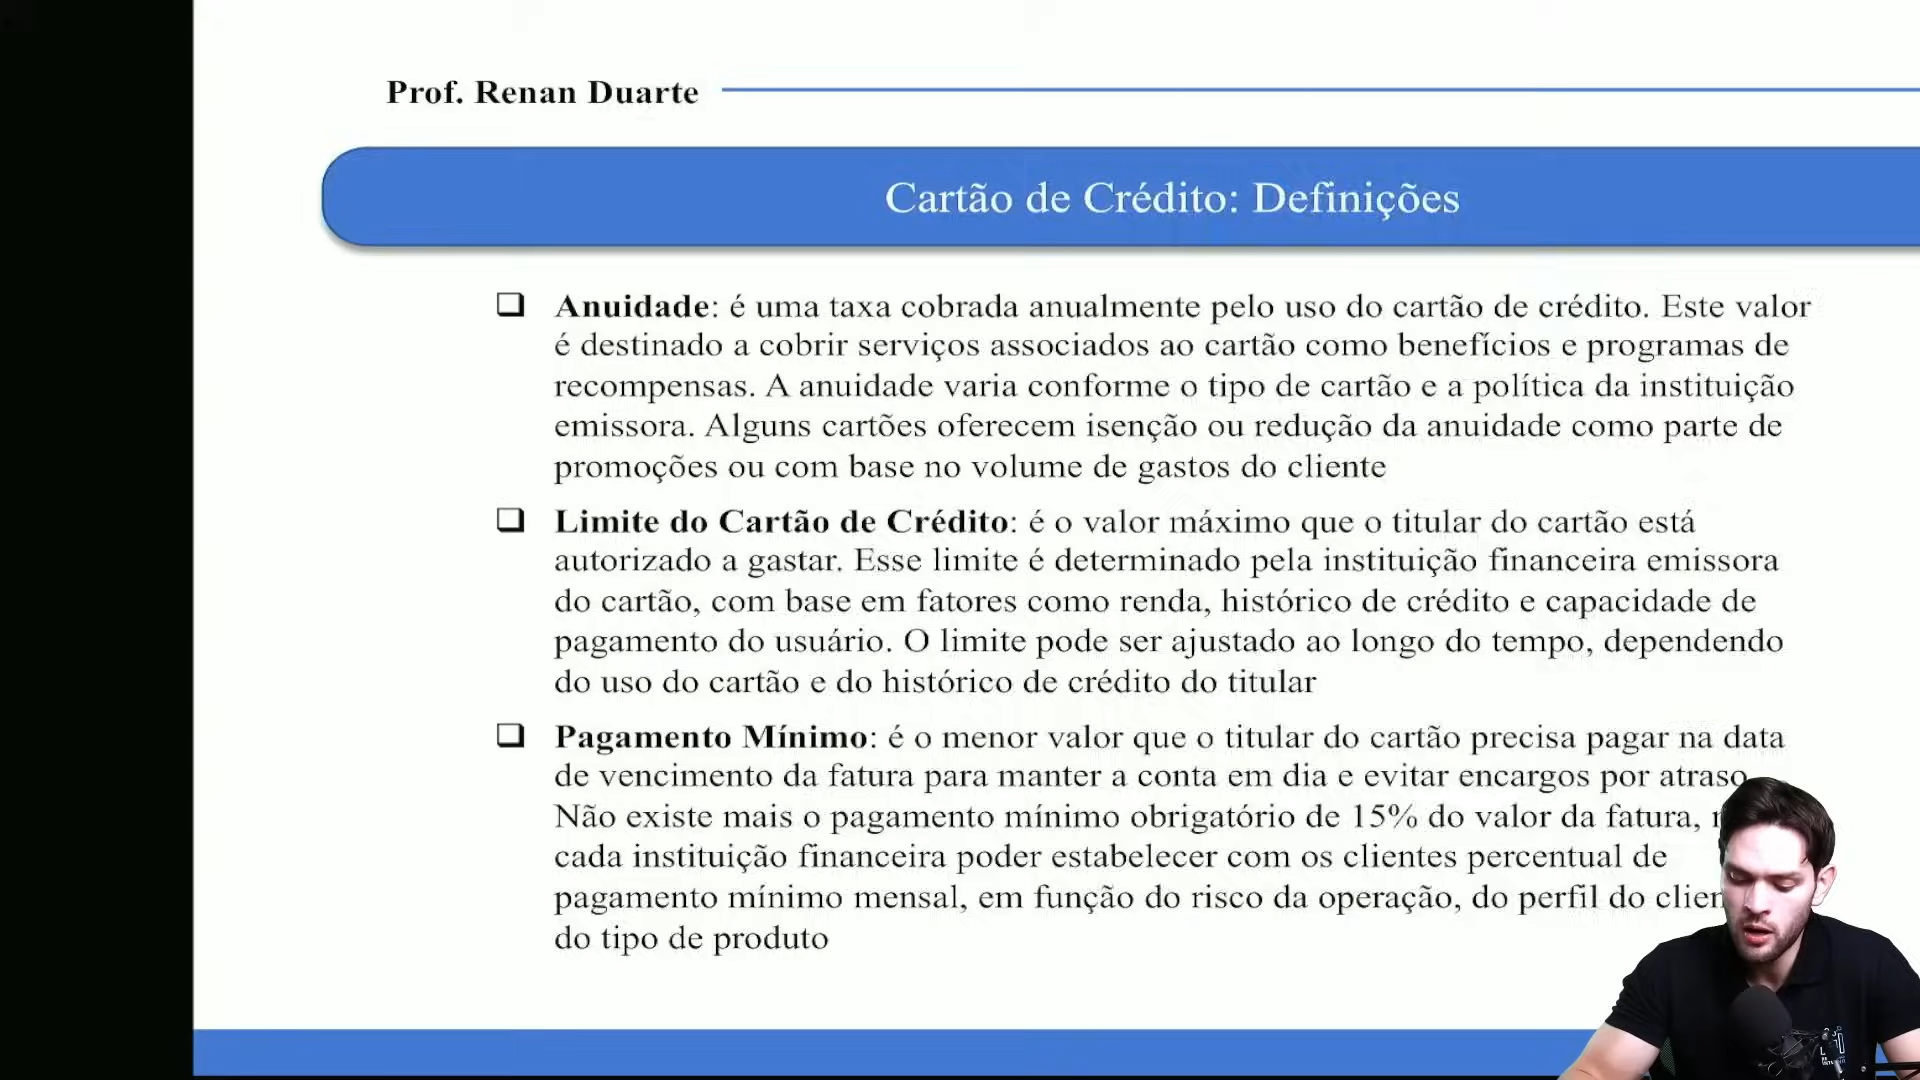 Prof. Renan Duarte
Cartão de Crédito: Definições
❑ Anuidade: é uma taxa cobrada anualmente pelo uso do cartão de crédito. Este valor
é destinado a cobrir serviços associados ao cartão como benefícios e programas de
recompensas. A anuidade varia conforme o tipo de cartão e a política da instituição
emissora. Alguns cartões oferecem isenção ou redução da anuidade como parte de
promoções ou com base no volume de gastos do cliente
❑ Limite do Cartão de Crédito: é o valor máximo que o titular do cartão está
autorizado a gastar. Esse limite é determinado pela instituição financeira emissora
do cartão, com base em fatores como renda, histórico de crédito e capacidade de
pagamento do usuário. O limite pode ser ajustado ao longo do tempo, dependendo
do uso do cartão e do histórico de crédito do titular
❑ Pagamento Mínimo: é o menor valor que o titular do cartão precisa pagar na data
de vencimento da fatura para manter a conta em dia e evitar encargos por atraso
Não existe mais o pagamento mínimo obrigatório de 15% do valor da fatura,
cada instituição financeira poder estabelecer com os clientes percentual de
pagamento mínimo mensal, em função do risco da operação, do perfil do
do tipo de produto